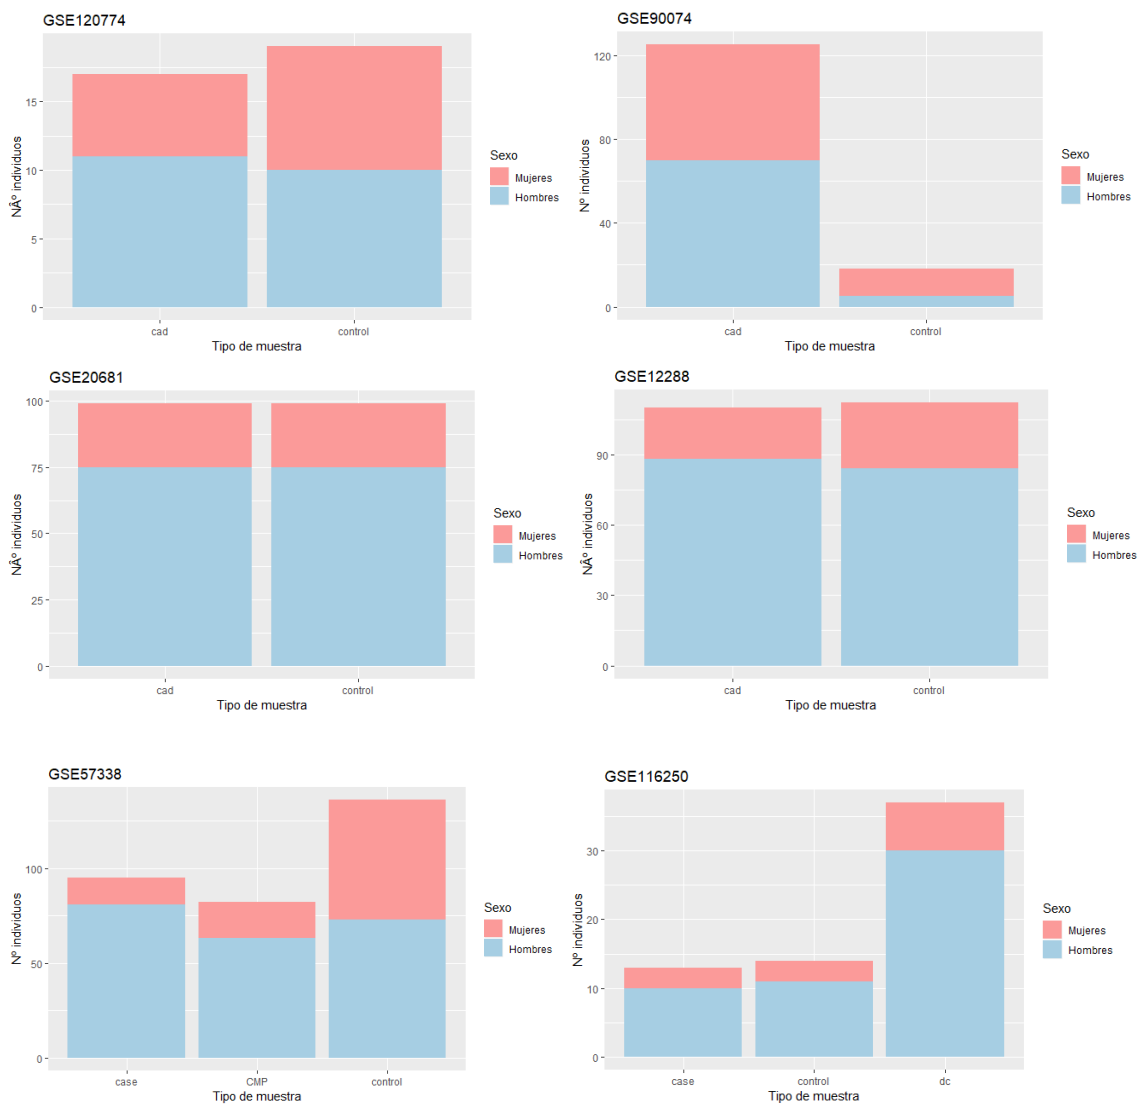 GSE120774
NÂº individuos
15
10
5
0
cad
control
Tipo de muestra
Sexo
Mujeres
Hombres
GSE90074
Nº individuos
120
80
40
0
cad
control
Tipo de muestra
Sexo
Mujeres
Hombres
GSE20681
NÂº individuos
100
75
50
25
0
cad
control
Tipo de muestra
Sexo
Mujeres
Hombres
GSE12288
NÂº individuos
90
60
30
0
cad
control
Tipo de muestra
Sexo
Mujeres
Hombres
GSE57338
Nº individuos
100
50
0
case
CMP
control
Tipo de muestra
Sexo
Mujeres
Hombres
GSE116250
Nº individuos
30
20
10
0
case
control
dc
Tipo de muestra
Sexo
Mujeres
Hombres